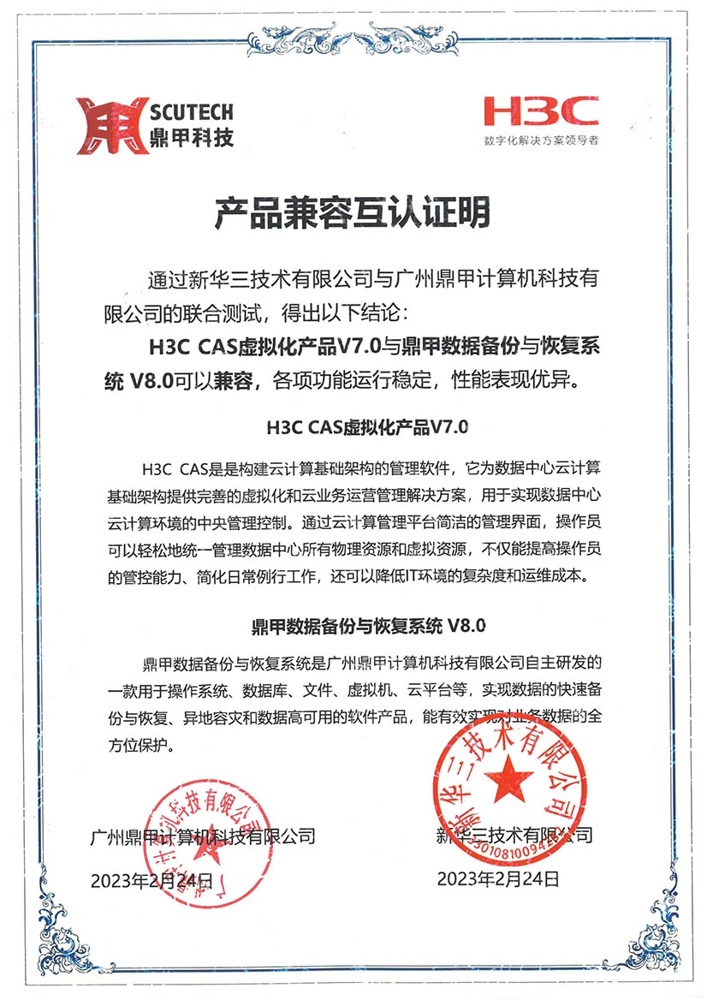 SCUTECH
鼎甲科技
H3C
数字化解决方案领导者
产品兼容互认证明
通过新华三技术有限公司与广州鼎甲计算机科技有
限公司的联合测试，得出以下结论：
H3C CAS虚拟化产品V7.0与鼎甲数据备份与恢复系
统 V8.0可以兼容，各项功能运行稳定，性能表现优异。
H3C CAS虚拟化产品V7.0
H3C CAS是是构建云计算基础架构的管理软件，它为数据中心云计算
基础架构提供完善的虚拟化和云业务运营管理解决方案，用于实现数据中心
云计算环境的中央管理控制。通过云计算管理平台简洁的管理界面，操作员
可以轻松地统一管理数据中心所有物理资源和虚拟资源，不仅能提高操作员
的管控能力、简化日常例行工作，还可以降低IT环境的复杂度和运维成本。
鼎甲数据备份与恢复系统 V8.0
鼎甲数据备份与恢复系统是广州鼎甲计算机科技有限公司自主研发的
一款用于操作系统、数据库、文件、虚拟机、云平台等，实现数据的快速备
份与恢复、异地容灾和数据高可用的软件产品，能有效实现对业务数据的全
方位保护。
广州鼎甲计算机科技有限公司
2023年2月24日
广州鼎甲计算机科技有限公司
新华三技术有限公司
2023年2月24日
新华三技术有限公司